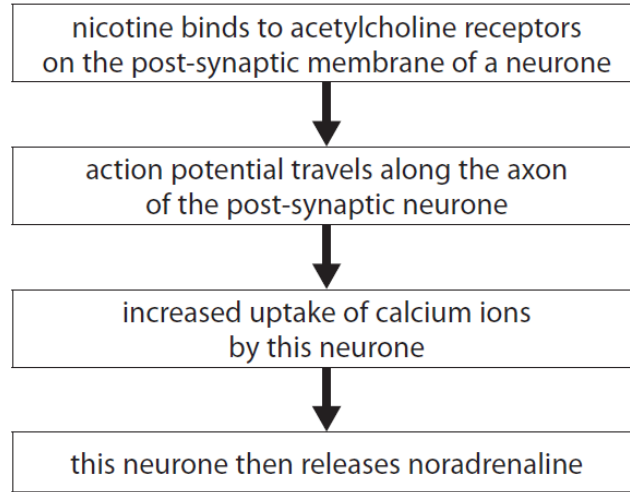 nicotine binds to acetylcholine receptors
on the post-synaptic membrane of a neurone
action potential travels along the axon
of the post-synaptic neurone
increased uptake of calcium ions
by this neurone
this neurone then releases noradrenaline